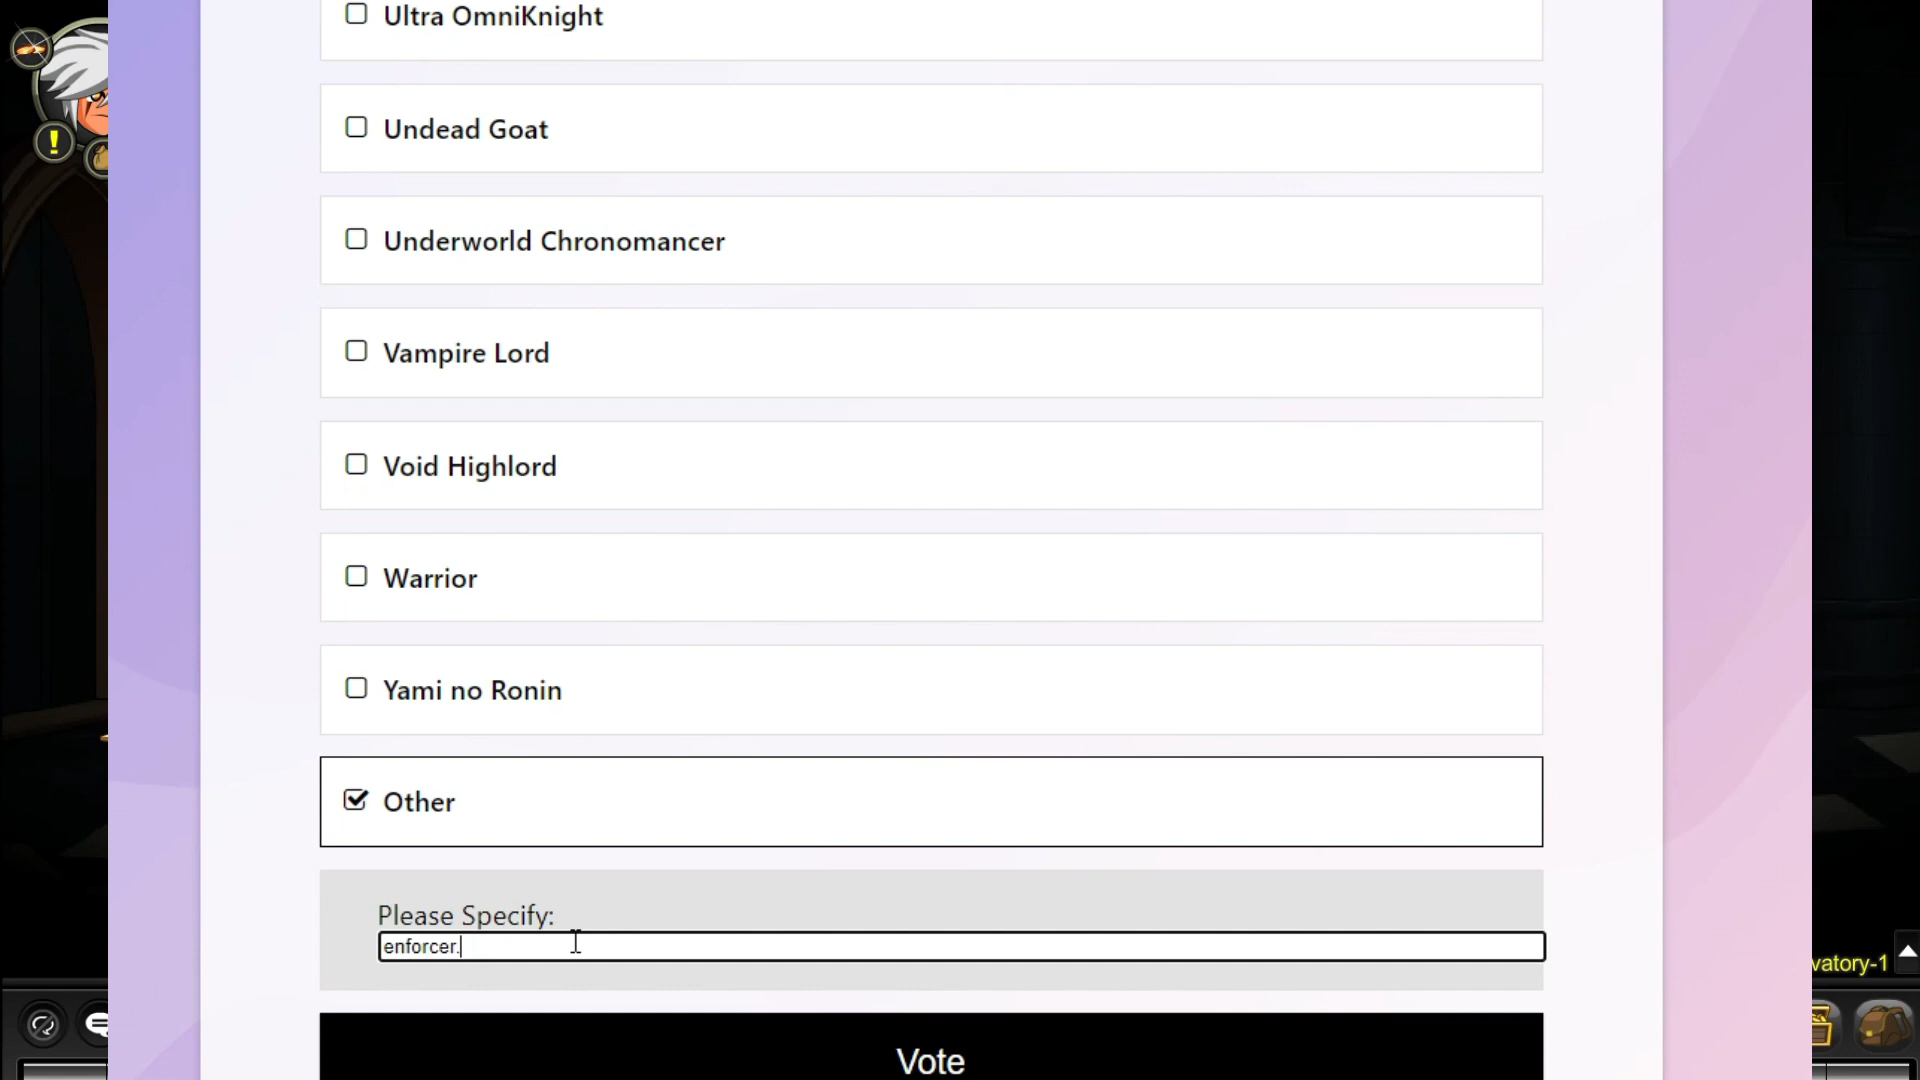 Ultra OmniKnight
!
Undead Goat
Underworld Chronomancer
Vampire Lord
Void Highlord
Warrior
Yami no Ronin
Other
Please Specify:
enforcer.
vatory-1
Vote